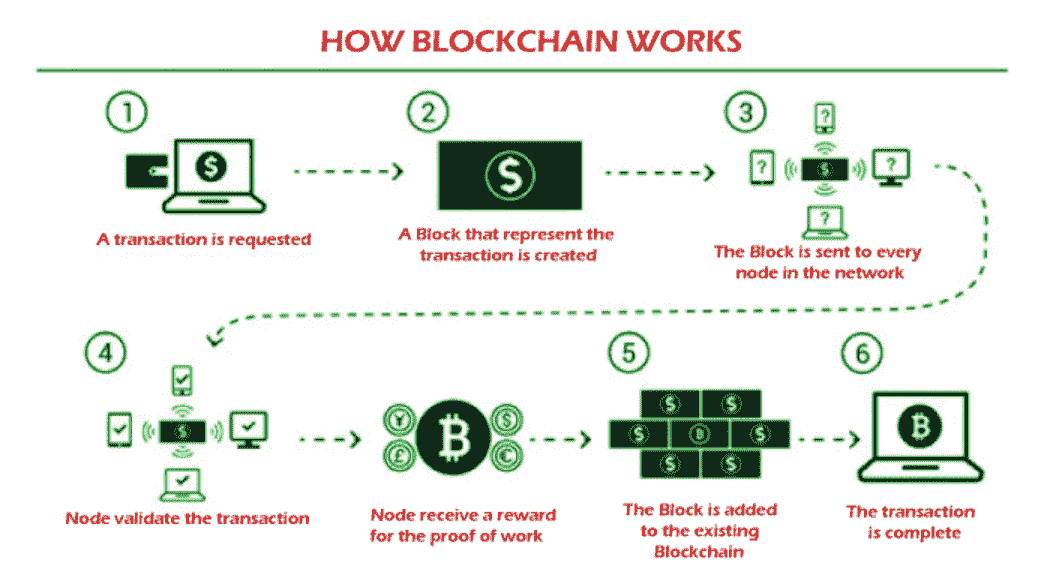 HOW BLOCKCHAIN WORKS
1
2
3
A transaction is requested
A Block that represent the
transaction is created
The Block is sent to every
node in the network
4
5
6
Node validate the transaction
Node receive a reward
for the proof of work
The Block is added
to the existing
Blockchain
The transaction
is complete